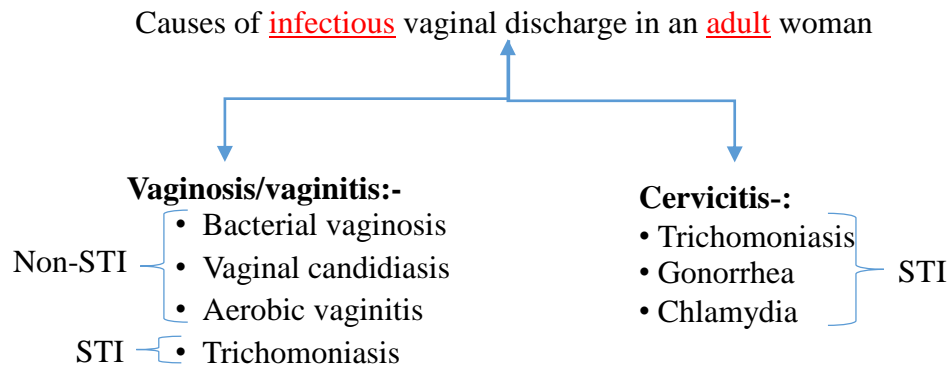 Causes of infectious vaginal discharge in an adult woman
Vaginosis/vaginitis:-
Non-STI
• Bacterial vaginosis
• Vaginal candidiasis
• Aerobic vaginitis
STI
• Trichomoniasis
Cervicitis-:
• Trichomoniasis
• Gonorrhea
• Chlamydia
STI